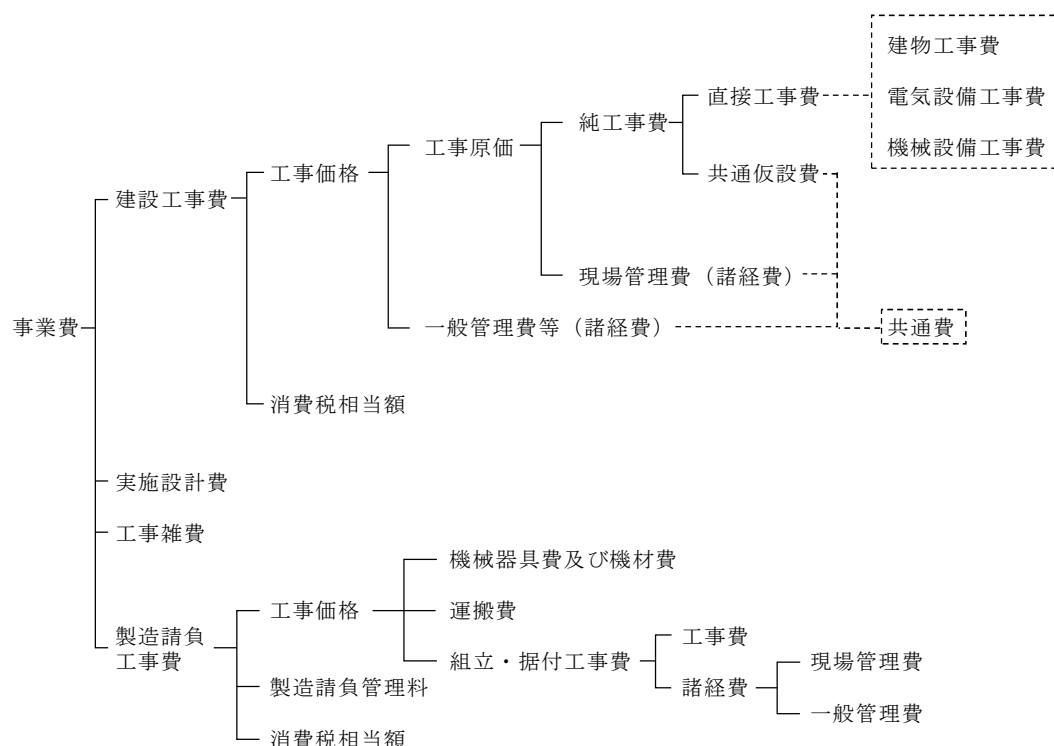 建物工事費
直接工事費
電気設備工事費
純工事費
工事原価
機械設備工事費
工事価格
共通仮設費
建設工事費
現場管理費（諸経費）
事業費
一般管理費等（諸経費）
共通費
消費税相当額
実施設計費
工事雑費
機械器具費及び機材費
工事価格
運搬費
製造請負
工事費
工事費
組立・据付工事費
現場管理費
製造請負管理料
諸経費
一般管理費
消費税相当額